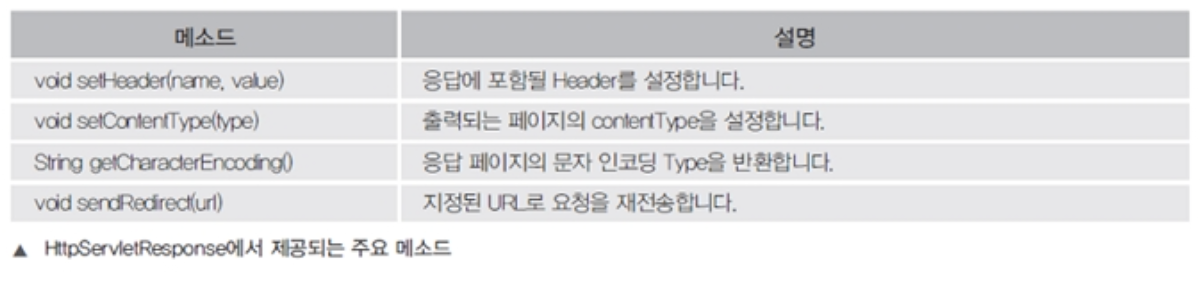 메소드 설명
void setHeader(name, value) 응답에 포함될 Header를 설정합니다.
void setContentType(type) 출력되는 페이지의 contentType을 설정합니다.
String getCharacterEncoding() 응답 페이지의 문자 인코딩 Type을 반환합니다.
void sendRedirect(url) 지정된 URL로 요청을 재전송합니다.
▲ HttpServletResponse에서 제공되는 주요 메소드